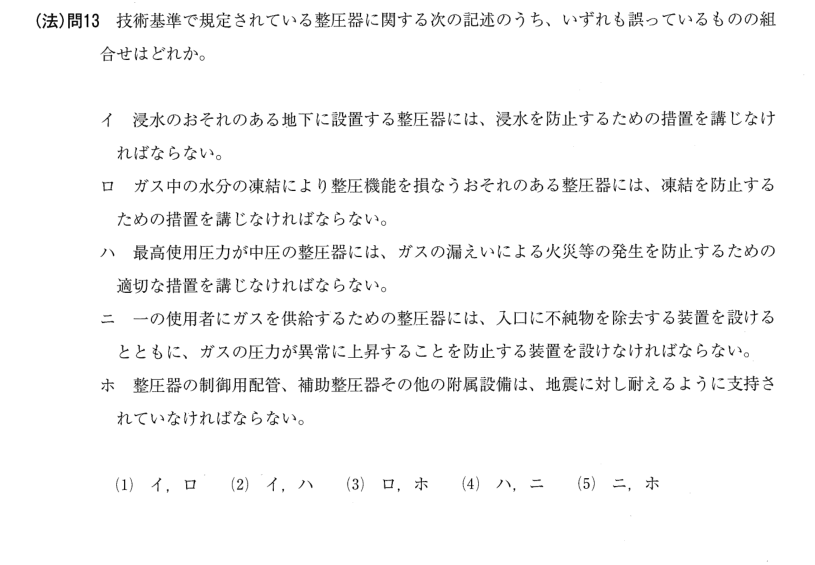 (法)問13 技術基準で規定されている整圧器に関する次の記述のうち、いずれも誤っているものの組
合せはどれか。
イ 浸水のおそれのある地下に設置する整圧器には、浸水を防止するための措置を講じなけ
ればならない。
ロ ガス中の水分の凍結により整圧機能を損なうおそれのある整圧器には、凍結を防止する
ための措置を講じなければならない。
ハ 最高使用圧力が中圧の整圧器には、ガスの漏えいによる火災等の発生を防止するための
適切な措置を講じなければならない。
ニ 一の使用者にガスを供給するための整圧器には、入口に不純物を除去する装置を設ける
とともに、ガスの圧力が異常に上昇することを防止する装置を設けなければならない。
ホ 整圧器の制御用配管、補助整圧器その他の附属設備は、地震に対し耐えるように支持さ
れていなければならない。
(1) イ，ロ (2) イ，ハ (3) ロ，ホ (4) ハ，ニ (5) ニ，ホ